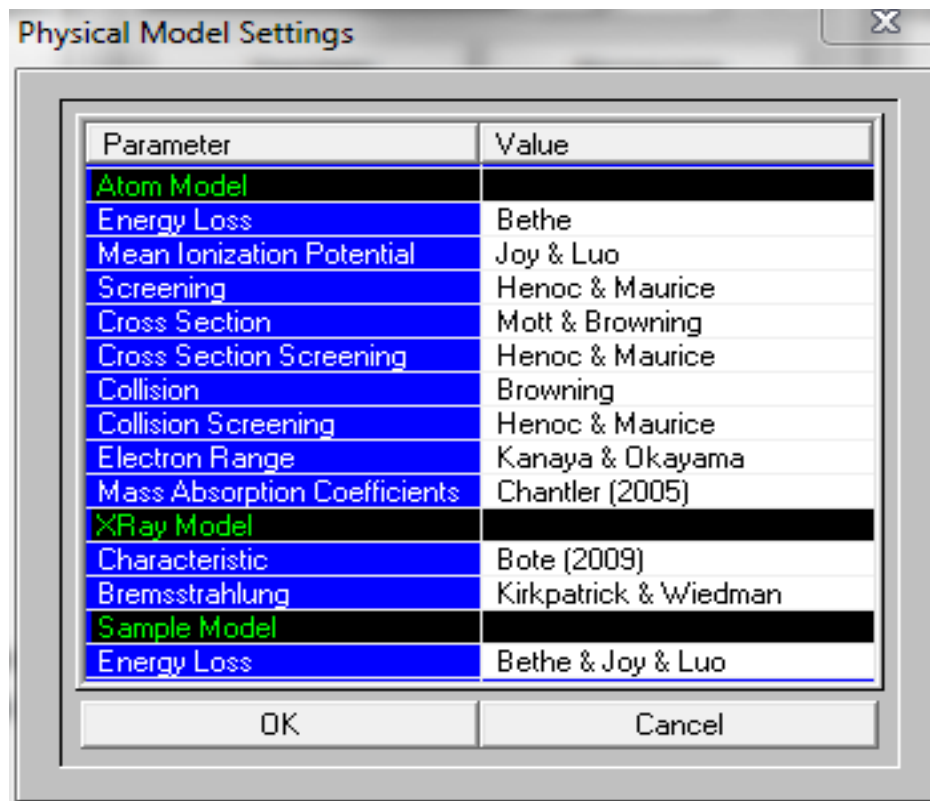 Physical Model Settings
Parameter Value
Atom Model
Energy Loss Bethe
Mean Ionization Potential Joy & Luo
Screening Henoc & Maurice
Cross Section Mott & Browning
Cross Section Screening Henoc & Maurice
Collision Browning
Collision Screening Henoc & Maurice
Electron Range Kanaya & Okayama
Mass Absorption Coefficients Chantler (2005)
XRay Model
Characteristic Bote (2009)
Bremsstrahlung Kirkpatrick & Wiedman
Sample Model
Energy Loss Bethe & Joy & Luo
OK Cancel